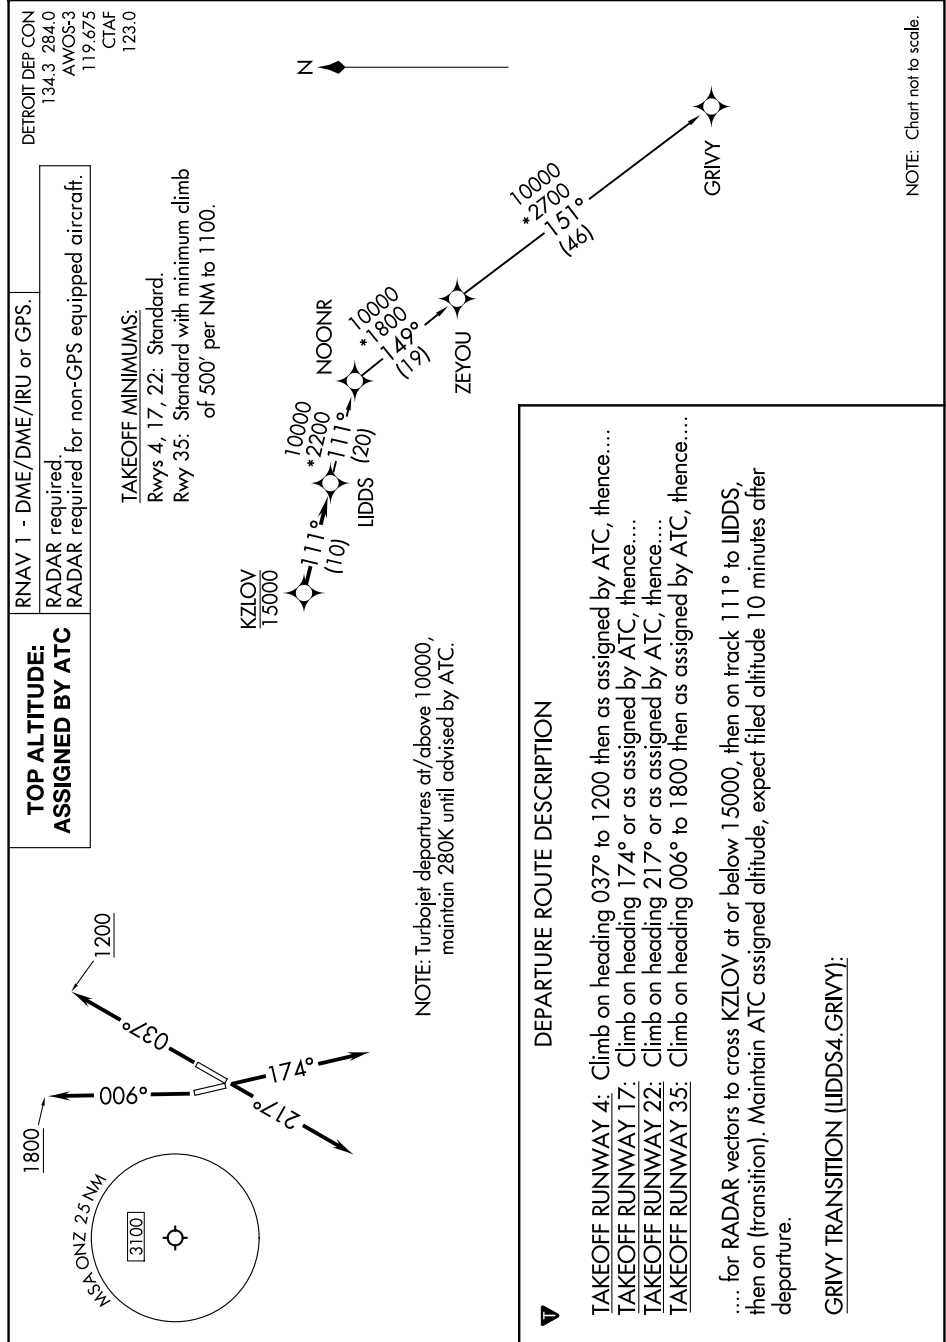 TOP ALTITUDE:
ASSIGNED BY ATC
RNAV 1 - DME/DME/IRU or GPS.
RADAR required.
RADAR required for non-GPS equipped aircraft.
DETROIT DEP CON
134.3 284.0
AWOS-3
119.675
CTAF
123.0
TAKEOFF MINIMUMS:
Rwys 4, 17, 22: Standard.
Rwy 35: Standard with minimum climb
of 500' per NM to 1100.
1800
1200
006°
037°
174°
217°
MSA ONZ 25 NM
3100
N
KZLOV
15000
111°
(10)
LIDDS
10000
*2200
111°
(20)
NOONR
10000
*1800
149°
(19)
ZEYOU
10000
*2700
151°
(46)
GRIVY
NOTE: Turbojet departures at/above 10000,
maintain 280K until advised by ATC.
NOTE: Chart not to scale.
T
DEPARTURE ROUTE DESCRIPTION
TAKEOFF RUNWAY 4: Climb on heading 037° to 1200 then as assigned by ATC, thence....
TAKEOFF RUNWAY 17: Climb on heading 174° or as assigned by ATC, thence....
TAKEOFF RUNWAY 22: Climb on heading 217° or as assigned by ATC, thence....
TAKEOFF RUNWAY 35: Climb on heading 006° to 1800 then as assigned by ATC, thence....
.... for RADAR vectors to cross KZLOV at or below 15000, then on track 111° to LIDDS,
then on (transition). Maintain ATC assigned altitude, expect filed altitude 10 minutes after
departure.
GRIVY TRANSITION (LIDDS4.GRIVY):